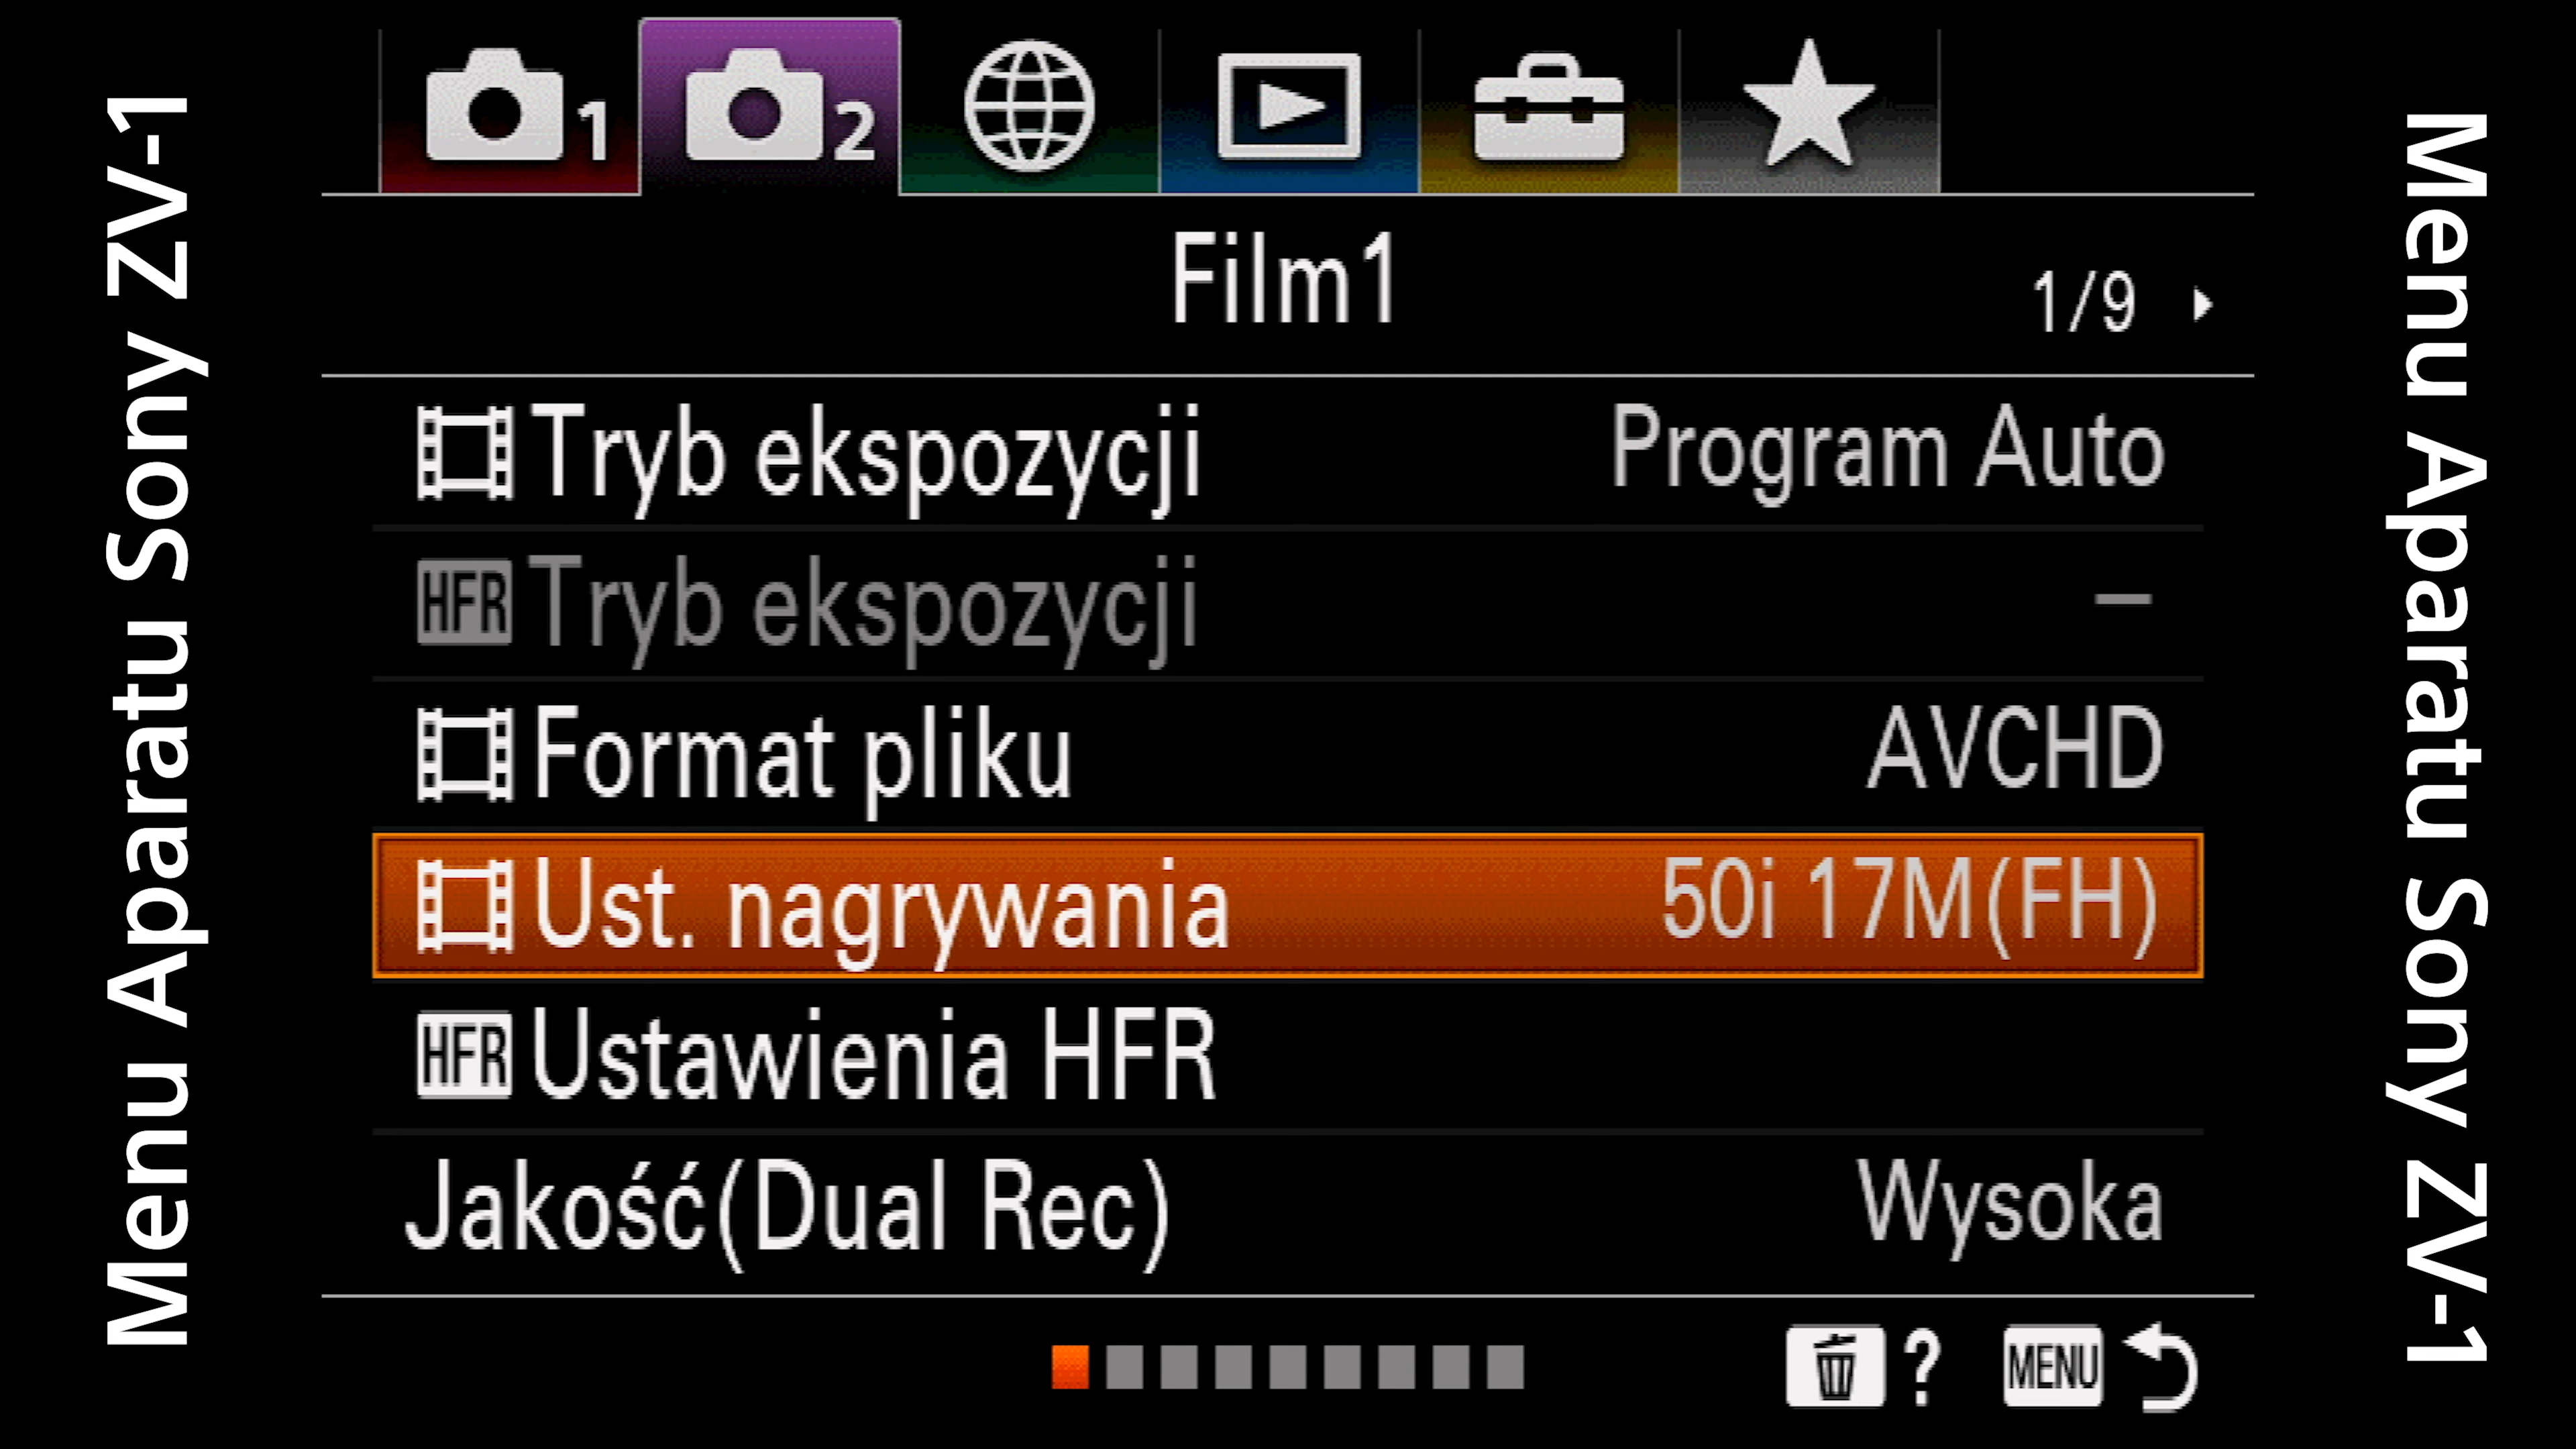 Menu Aparatu Sony ZV-1
1
2
Film1
1/9
Tryb ekspozycji Program Auto
HFR Tryb ekspozycji –
Format pliku AVCHD
Ust. nagrywania 50i 17M(FH)
HFR Ustawienia HFR
Jakość(Dual Rec) Wysoka
? MENU
Menu Aparatu Sony ZV-1